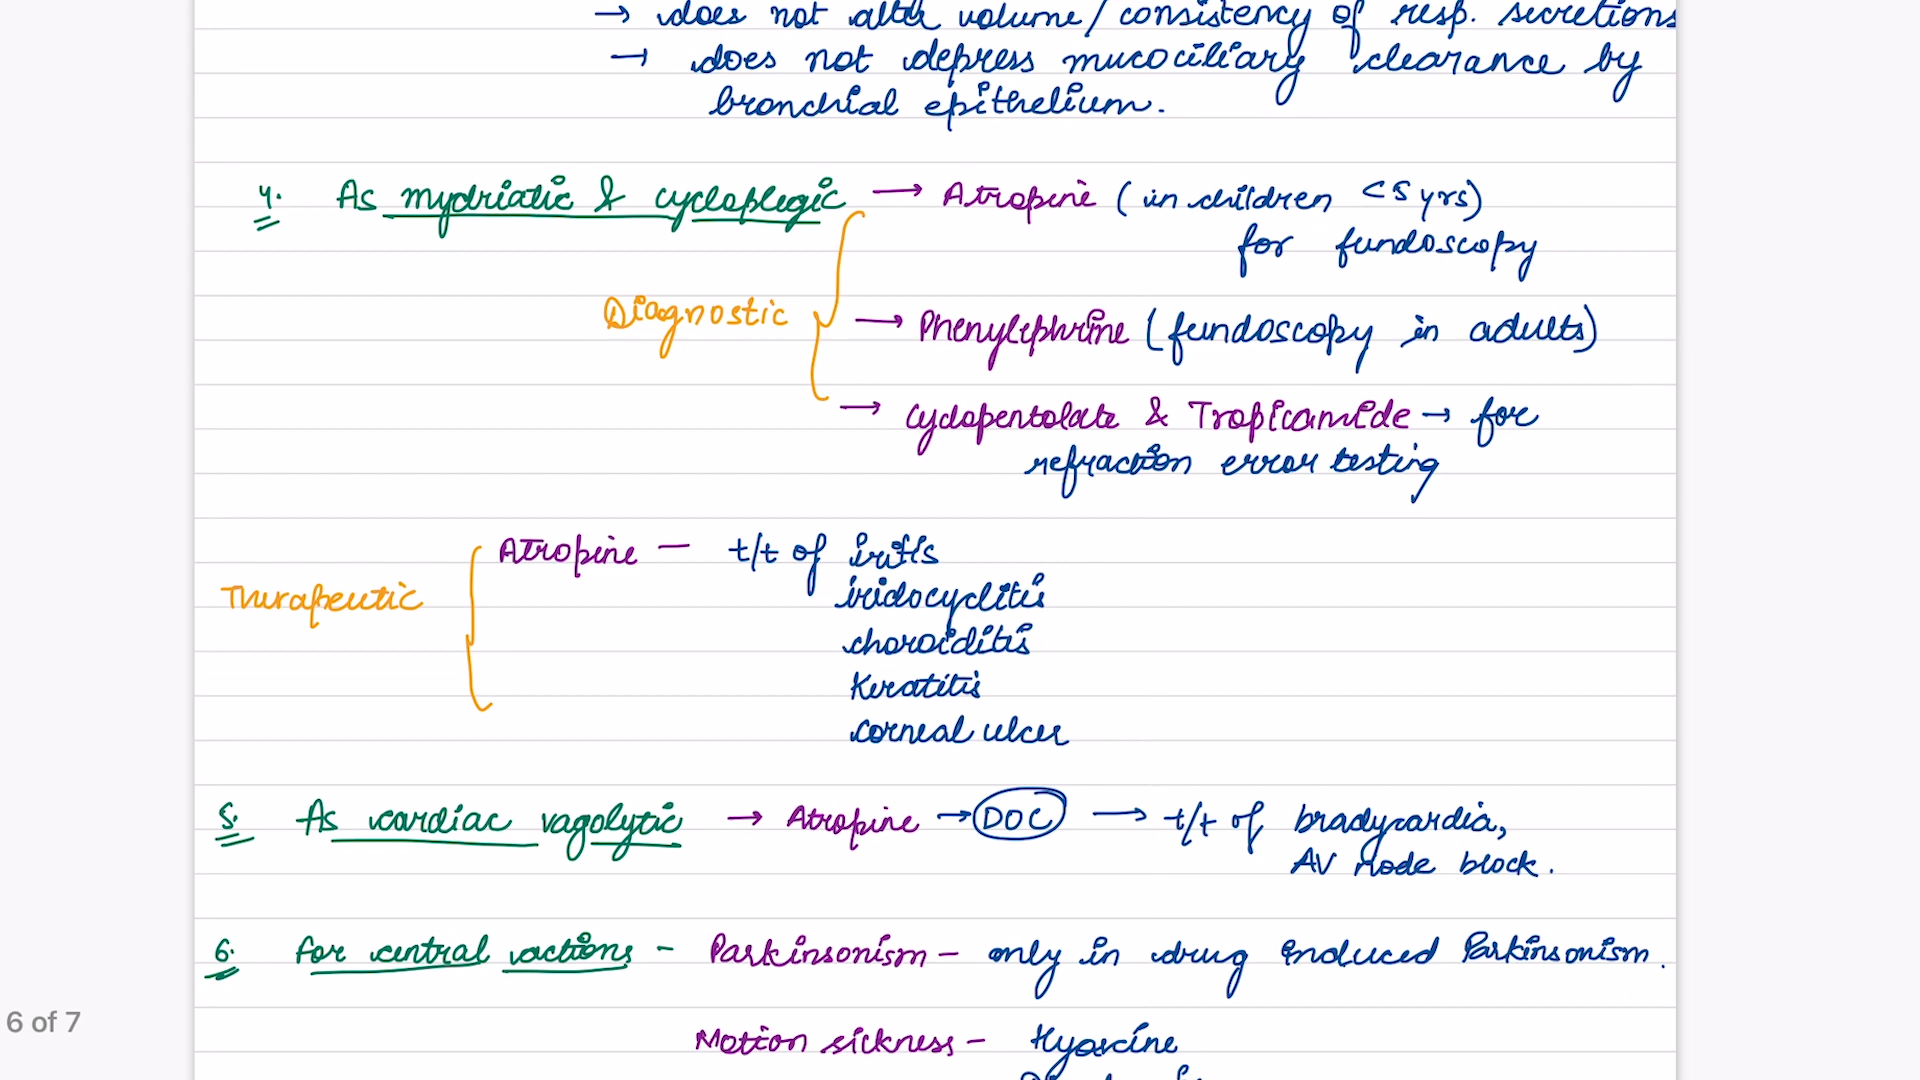 → does not alter volume/consistency of resp. secretions
→ does not depress mucociliary clearance by
bronchial epithelium.
4. As mydriatic & cycloplegic → Atropine (in children <5 yrs)
for fundoscopy
Diagnostic
→ Phenylephrine (fundoscopy in adults)
→ Cyclopentolate & Tropicamide → for
refraction error testing
Atropine — t/t of iritis
Therapeutic
iridocyclitis
choroiditis
Keratitis
corneal ulcer
5. As cardiac vagolytic → Atropine → DOC → t/t of bradycardia,
AV node block.
6. for central actions - Parkinsonism - only in drug induced Parkinsonism.
6 of 7
Motion sickness - Hyoscine